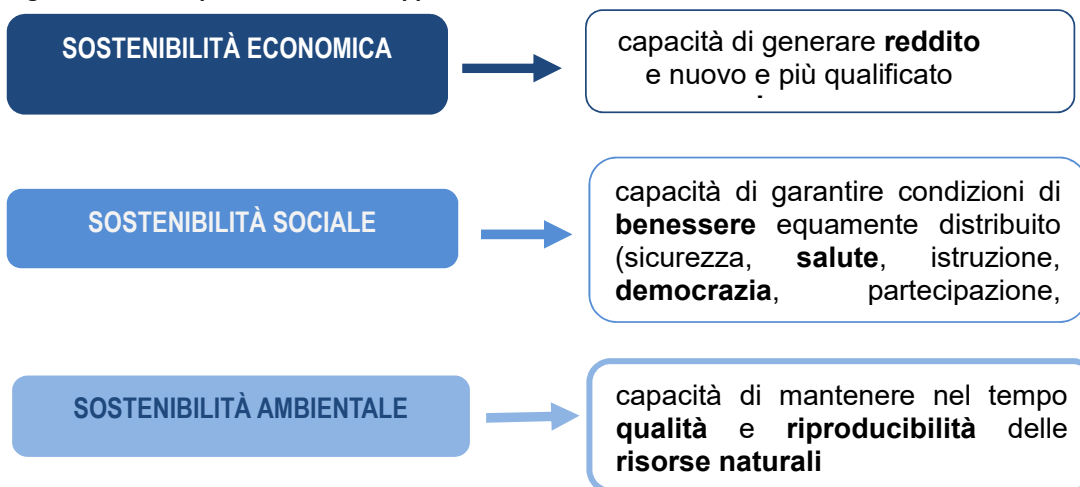 SOSTENIBILITÀ ECONOMICA
capacità di generare reddito
e nuovo e più qualificato
SOSTENIBILITÀ SOCIALE
capacità di garantire condizioni di
benessere equamente distribuito
(sicurezza, salute, istruzione,
democrazia, partecipazione,
SOSTENIBILITÀ AMBIENTALE
capacità di mantenere nel tempo
qualità e riproducibilità delle
risorse naturali